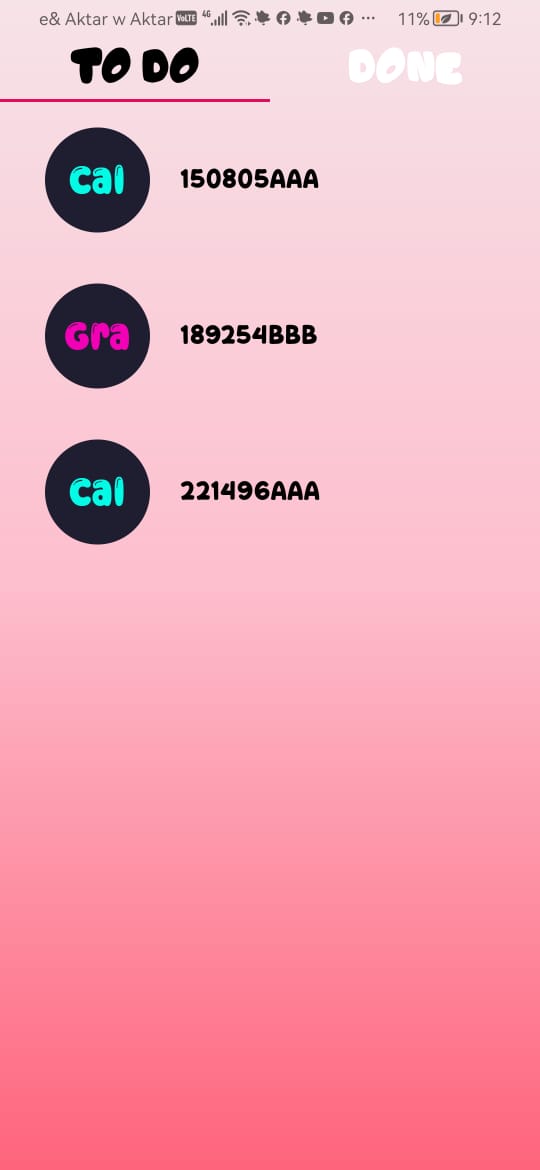 e& Aktar w Aktar VoLTE 4G 11% 9:12
TO DO DONE
Cal 150805AAA
Gra 189254BBB
Cal 221496AAA